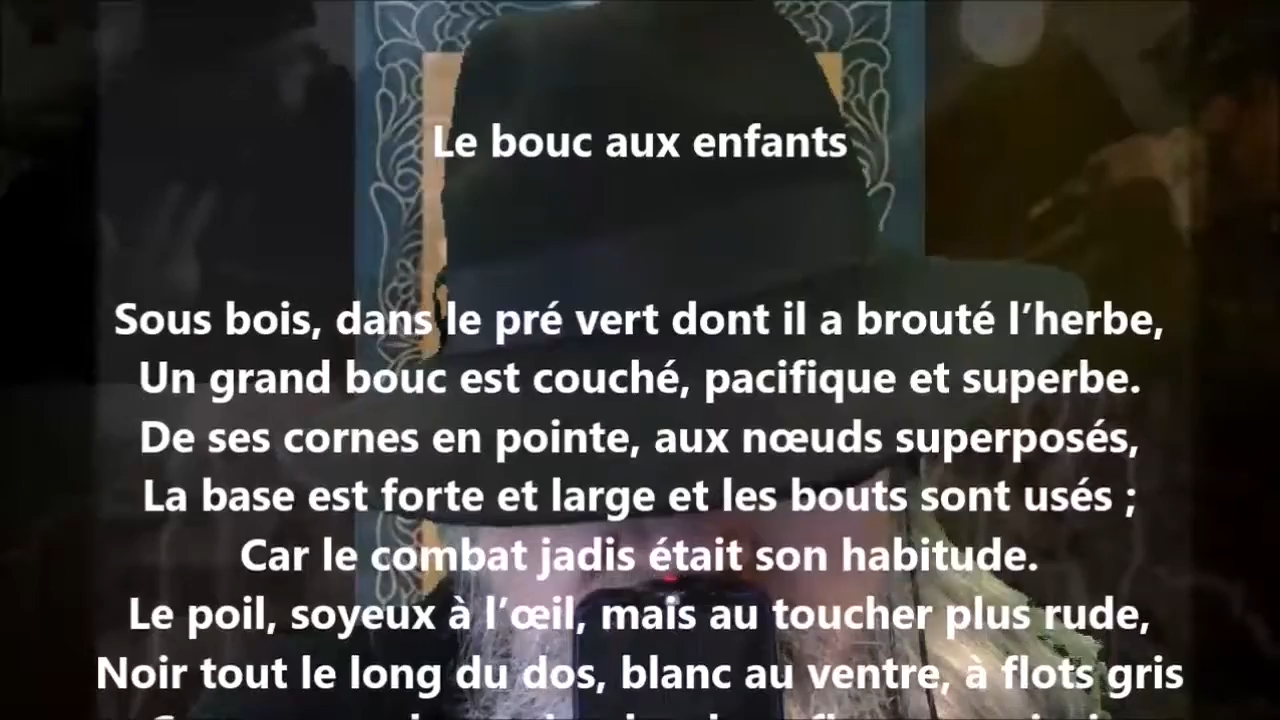 Le bouc aux enfants
Sous bois, dans le pré vert dont il a brouté l’herbe,
Un grand bouc est couché, pacifique et superbe.
De ses cornes en pointe, aux nœuds superposés,
La base est forte et large et les bouts sont usés ;
Car le combat jadis était son habitude.
Le poil, soyeux à l’œil, mais au toucher plus rude,
Noir tout le long du dos, blanc au ventre, à flots gris